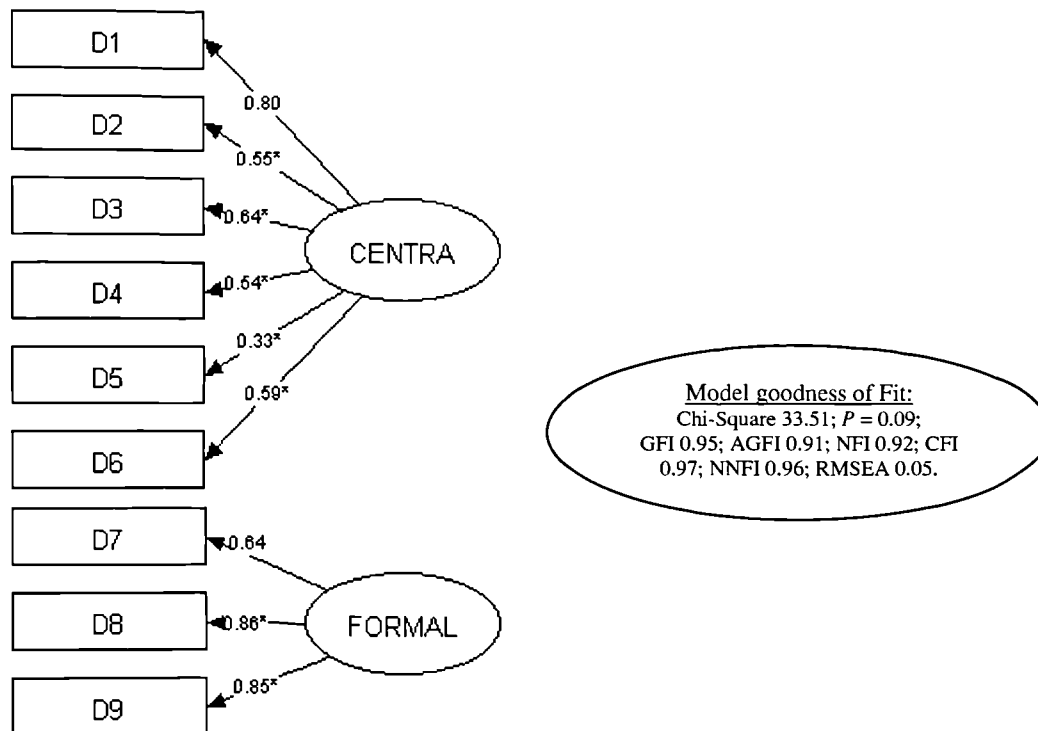 D1
0.80
D2
0.55*
D3
0.64*
CENTRA
D4
0.54*
D5
0.33*
0.59*
D6
D7
0.64
D8
0.86*
FORMAL
D9
0.85*
Model goodness of Fit:
Chi-Square 33.51; P = 0.09;
GFI 0.95; AGFI 0.91; NFI 0.92; CFI
0.97; NNFI 0.96; RMSEA 0.05.